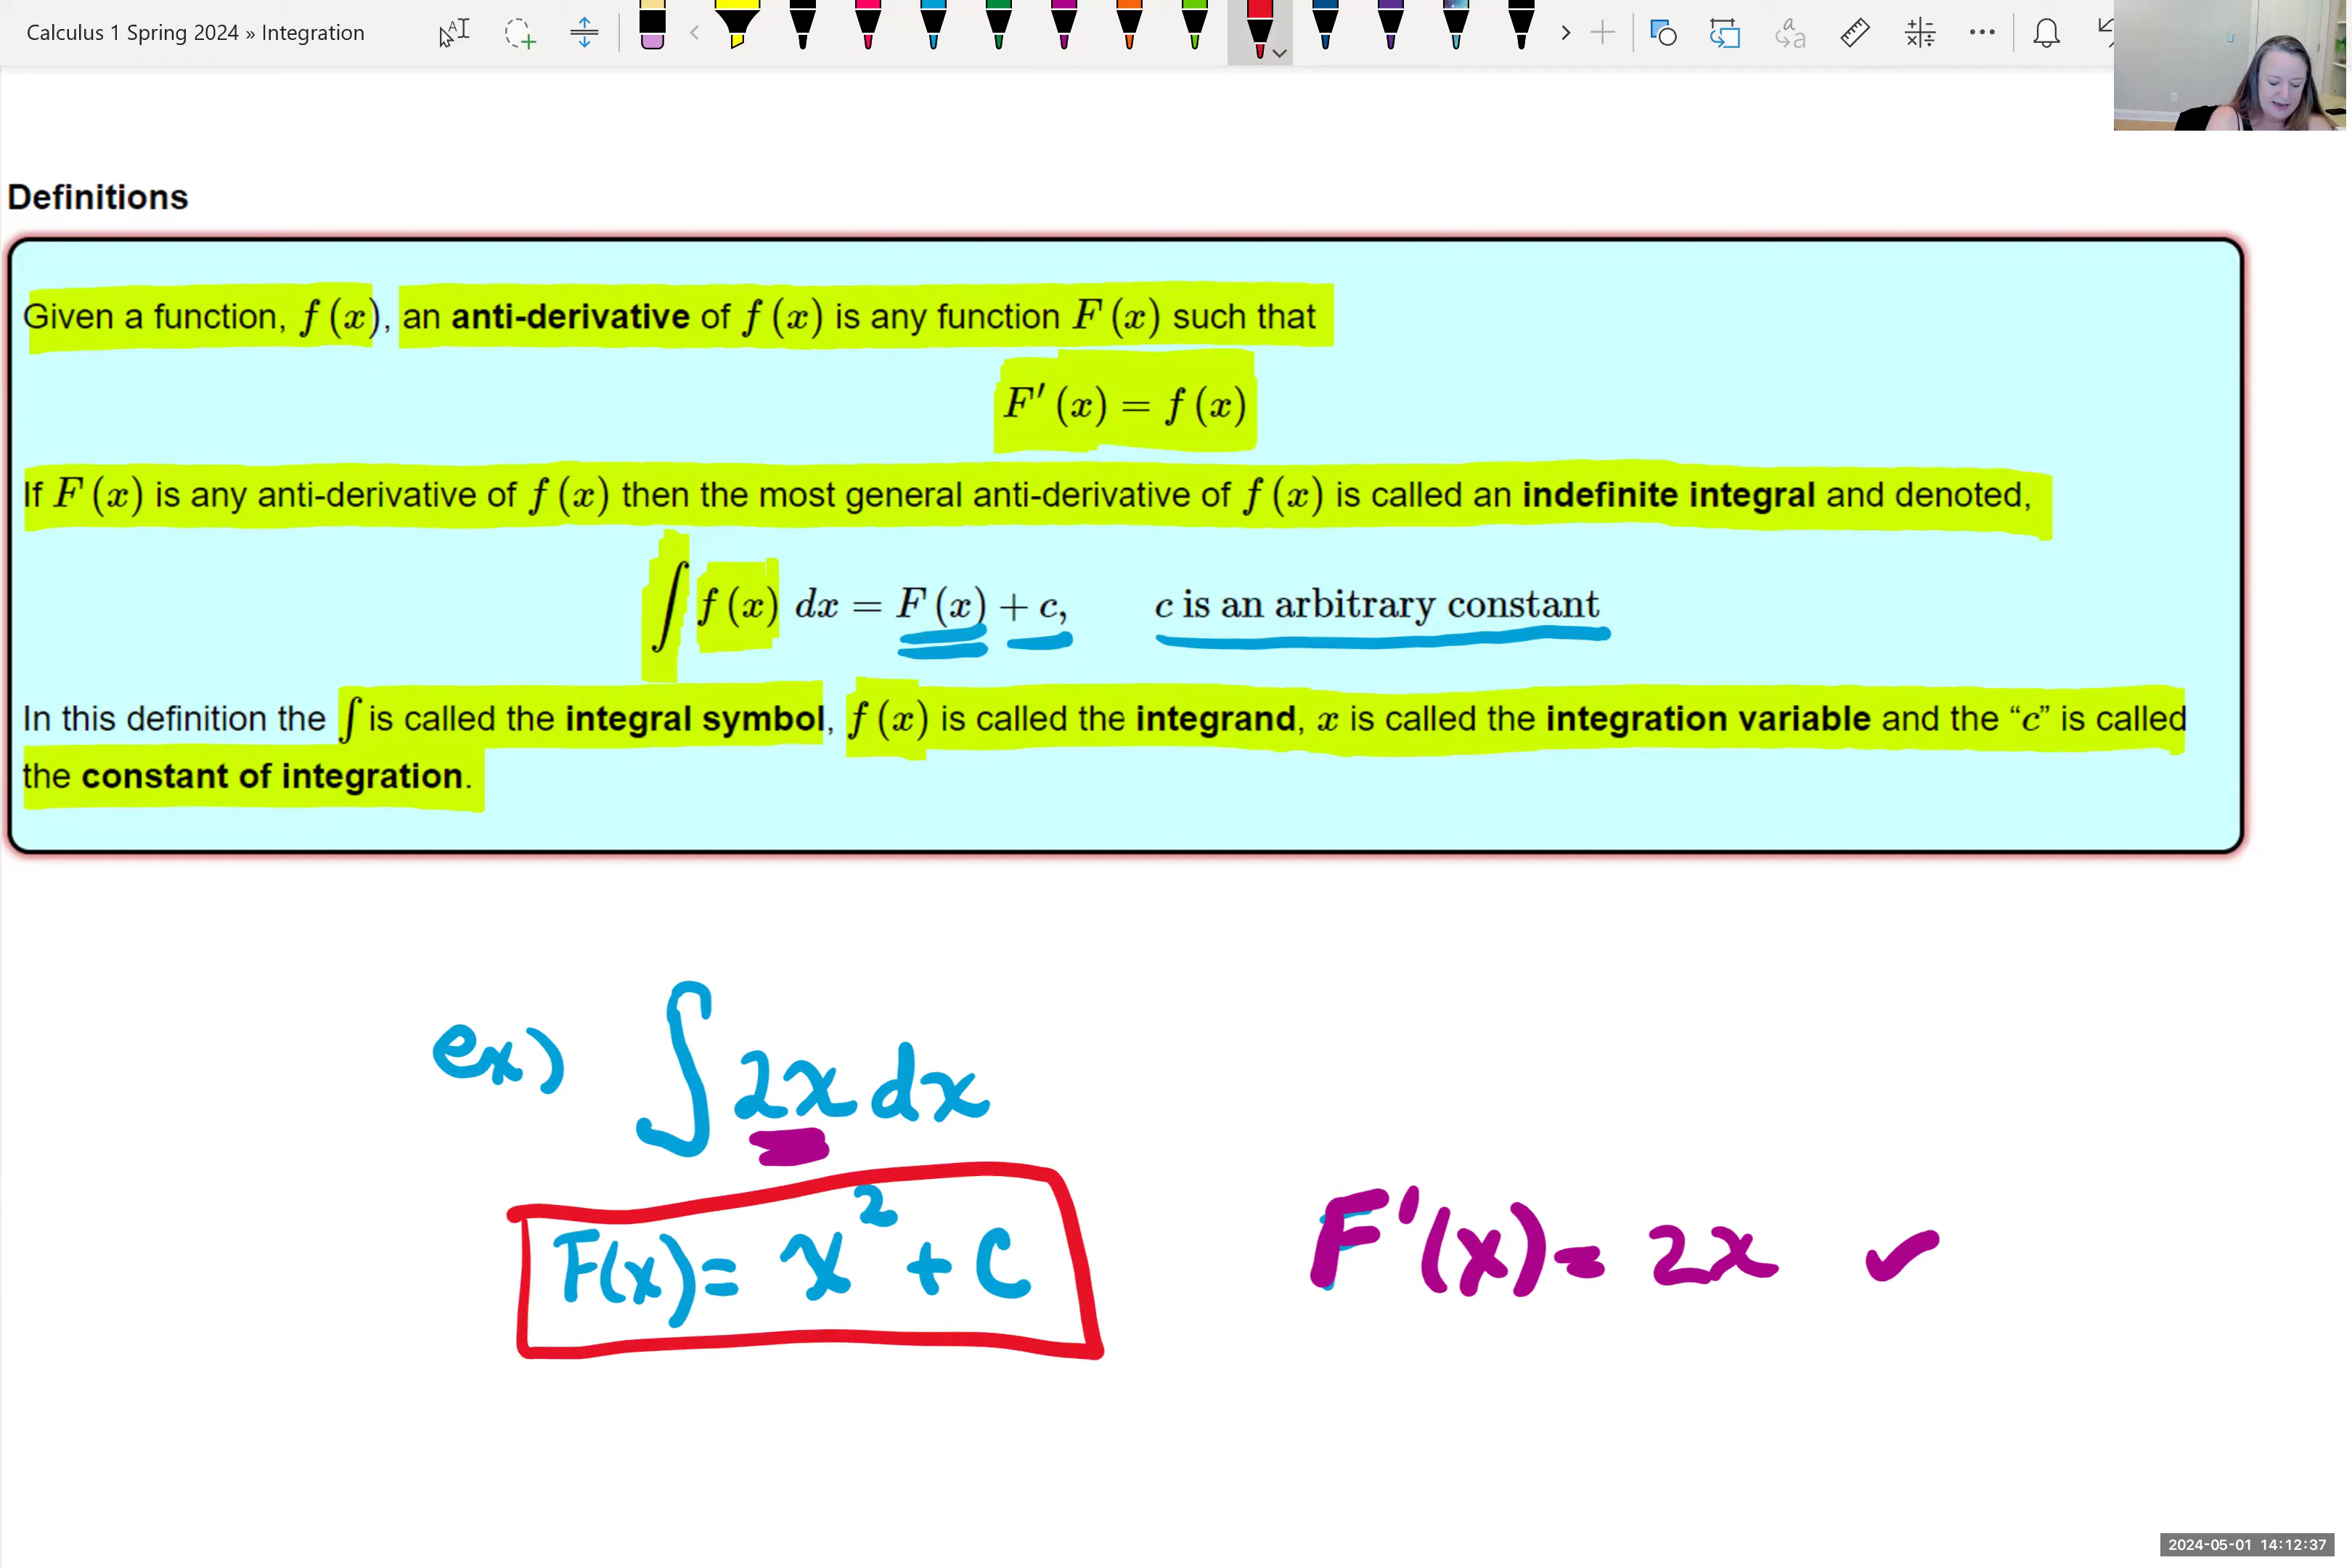 Calculus 1 Spring 2024 » Integration
Definitions
Given a function, f (x), an anti-derivative of f (x) is any function F (x) such that
F′ (x) = f (x)
If F (x) is any anti-derivative of f (x) then the most general anti-derivative of f (x) is called an indefinite integral and denoted,
∫ f (x) dx = F (x) + c,   c is an arbitrary constant
In this definition the ∫ is called the integral symbol, f (x) is called the integrand, x is called the integration variable and the “c” is called
the constant of integration.
ex) ∫ 2x dx
F(x) = x² + C
F'(x) = 2x ✓
2024-05-01 14:12:37